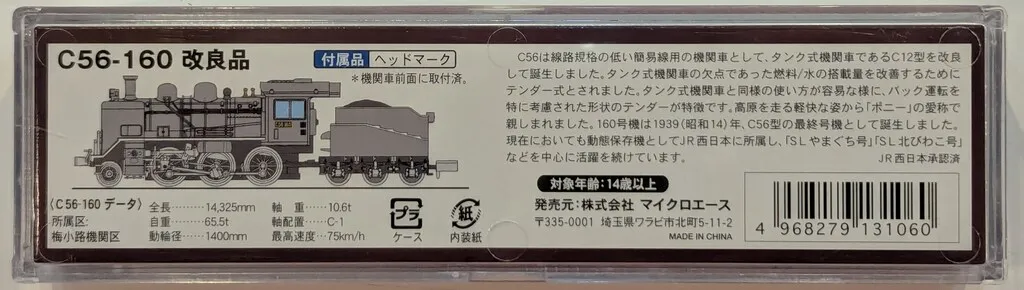 C56-160 改良品
付属品 ヘッドマーク
*機関車前面に取付済。
〈C56-160 データ〉
所属区:
梅小路機関区
全長………14,325mm
自重…………65.5t
動輪径……1400mm
軸重………10.6t
軸配置………C-1
最高速度…75km/h
プラ
ケース
紙
内装紙
C56は線路規格の低い簡易線用の機関車として、タンク式機関車であるC12型を改良
して誕生しました。タンク式機関車の欠点であった燃料/水の搭載量を改善するために
テンダー式とされました。タンク式機関車と同様の使い方が容易な様に、バック運転を
特に考慮された形状のテンダーが特徴です。高原を走る軽快な姿から「ポニー」の愛称で
親しまれました。160号機は1939(昭和14)年、C56型の最終号機として誕生しました。
現在においても動態保存機としてJR西日本に所属し、「SLやまぐち号」「SL北びわこ号」
などを中心に活躍を続けています。
JR西日本承認済
対象年齢:14歳以上
発売元:株式会社 マイクロエース
〒335-0001 埼玉県ワラビ市北町5-11-2
MADE IN CHINA
4 968279 131060